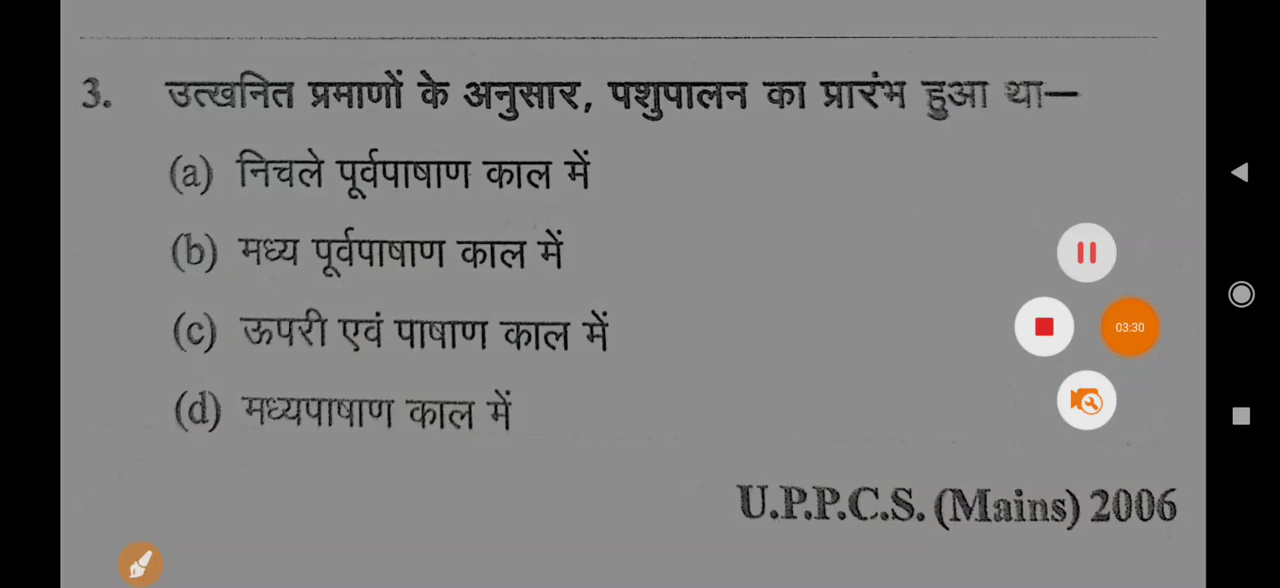 3. उत्खनित प्रमाणों के अनुसार, पशुपालन का प्रारंभ हुआ था—
(a) निचले पूर्वपाषाण काल में
(b) मध्य पूर्वपाषाण काल में
(c) ऊपरी एवं पाषाण काल में
03:30
(d) मध्यपाषाण काल में
U.P.P.C.S. (Mains) 2006